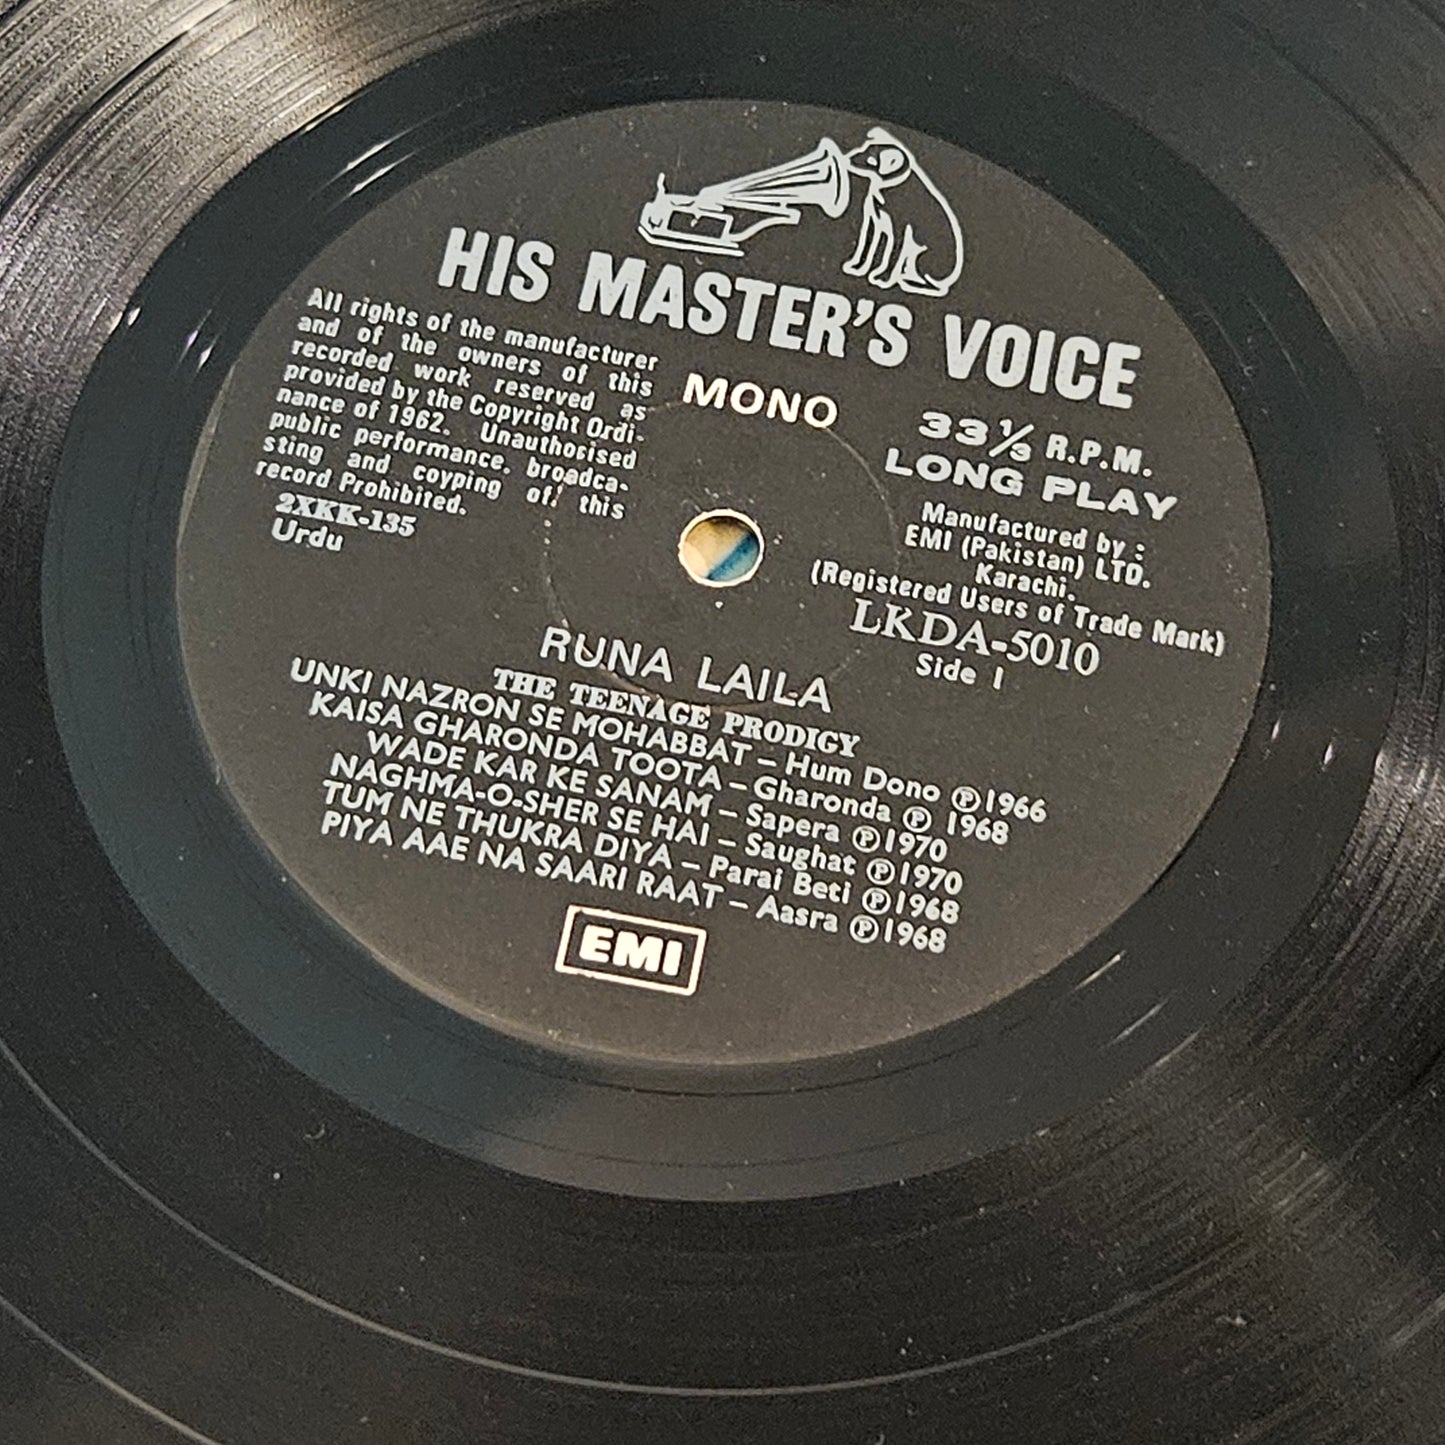 HIS MASTER'S VOICE
All rights of the manufacturer
and of the owners of this
recorded work reserved as
provided by the Copyright Ordi-
nance of 1962. Unauthorised
public performance. broadca-
sting and coyping of this
record Prohibited.
2XKK-135
Urdu
MONO
33 1/3 R.P.M.
LONG PLAY
Manufactured by :
EMI (Pakistan) LTD.
Karachi.
(Registered Users of Trade Mark)
LKDA-5010
Side 1
RUNA LAILA
THE TEENAGE PRODIGY
UNKI NAZRON SE MOHABBAT – Hum Dono ℗1966
KAISA GHARONDA TOOTA – Gharonda ℗ 1968
WADE KAR KE SANAM – Sapera ℗1970
NAGHMA-O-SHER SE HAI – Saughat ℗1970
TUM NE THUKRA DIYA – Parai Beti ℗1968
PIYA AAE NA SAARI RAAT – Aasra ℗1968
EMI